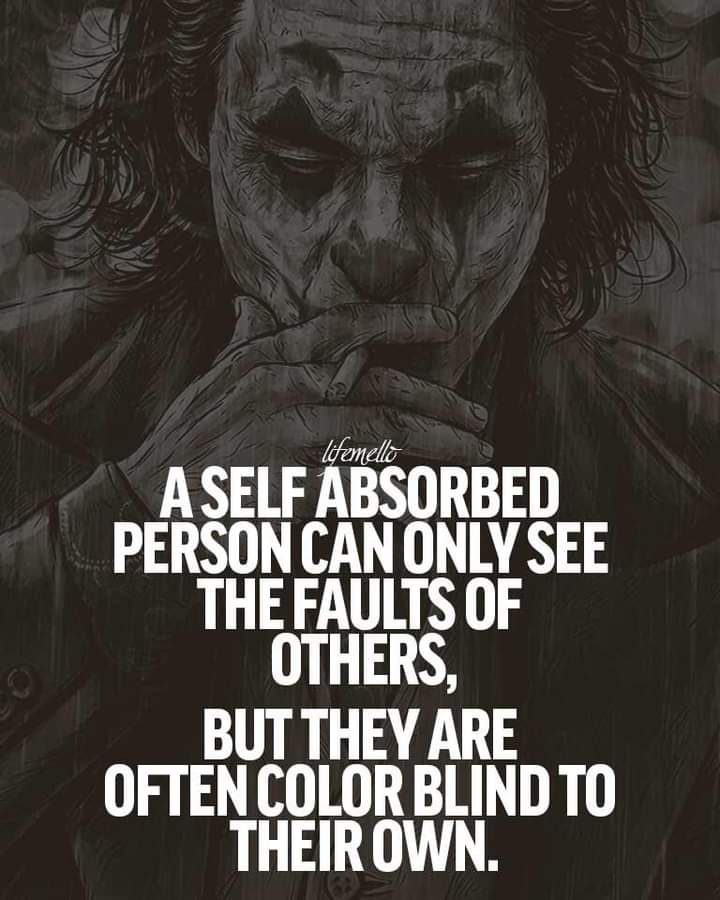 lifemello
A SELF ABSORBED
PERSON CAN ONLY SEE
THE FAULTS OF
OTHERS,
BUT THEY ARE
OFTEN COLOR BLIND TO
THEIR OWN.